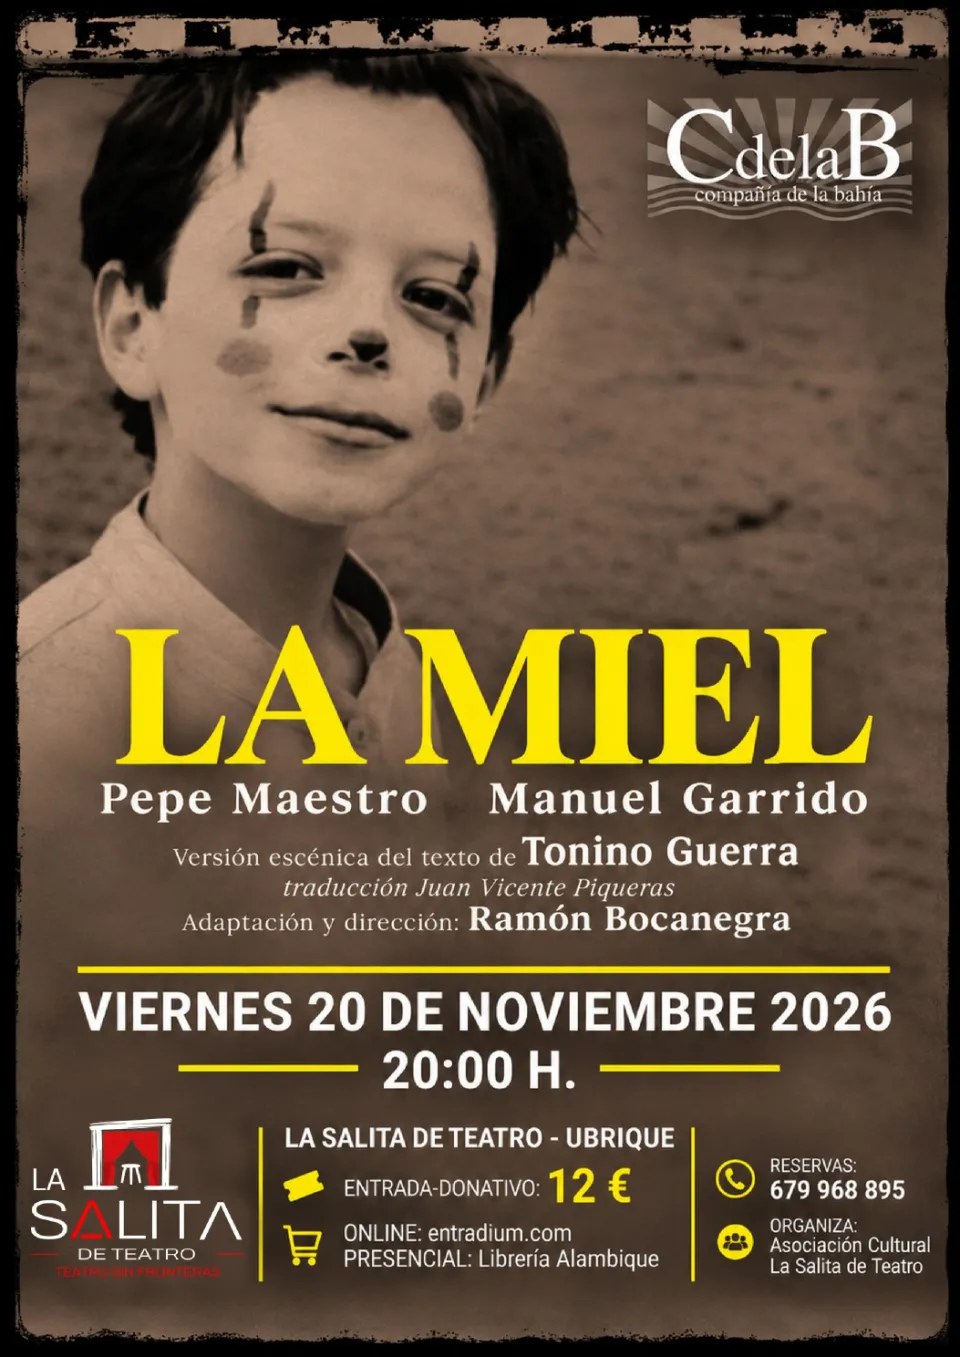 CdelaB
compañía de la bahía
LA MIEL
Pepe Maestro Manuel Garrido
Versión escénica del texto de Tonino Guerra
traducción Juan Vicente Piqueras
Adaptación y dirección: Ramón Bocanegra
VIERNES 20 DE NOVIEMBRE 2026
20:00 H.
LA
SALITA
DE TEATRO
TEATRO SIN FRONTERAS
LA SALITA DE TEATRO - UBRIQUE
ENTRADA-DONATIVO: 12 €
ONLINE: entradium.com
PRESENCIAL: Librería Alambique
RESERVAS:
679 968 895
ORGANIZA:
Asociación Cultural
La Salita de Teatro